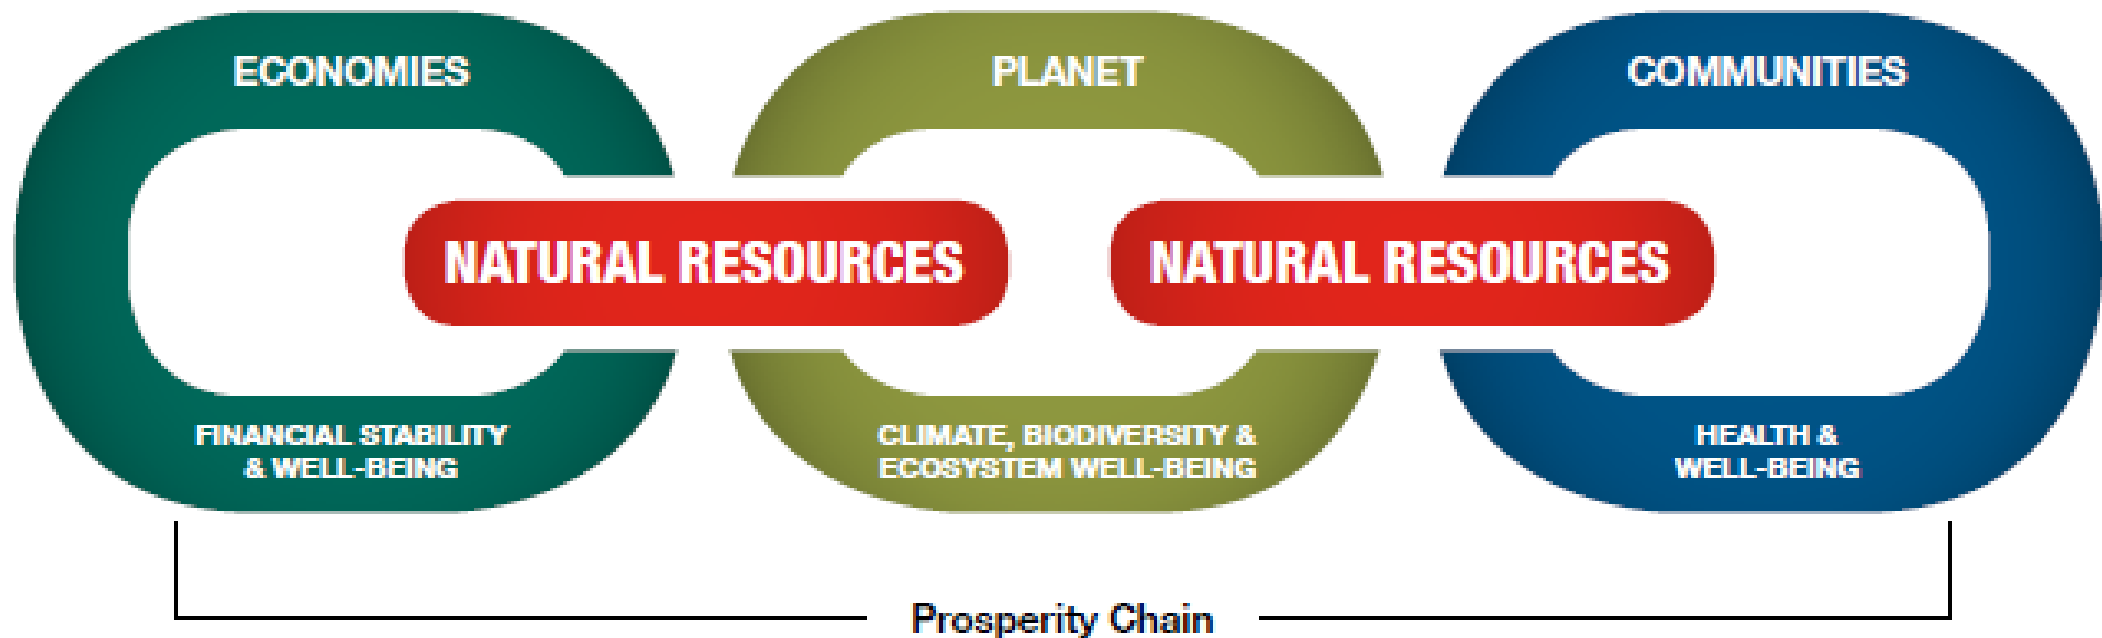 ECONOMIES
PLANET
COMMUNITIES
NATURAL RESOURCES
NATURAL RESOURCES
FINANCIAL STABILITY
& WELL-BEING
CLIMATE, BIODIVERSITY &
ECOSYSTEM WELL-BEING
HEALTH &
WELL-BEING
Prosperity Chain